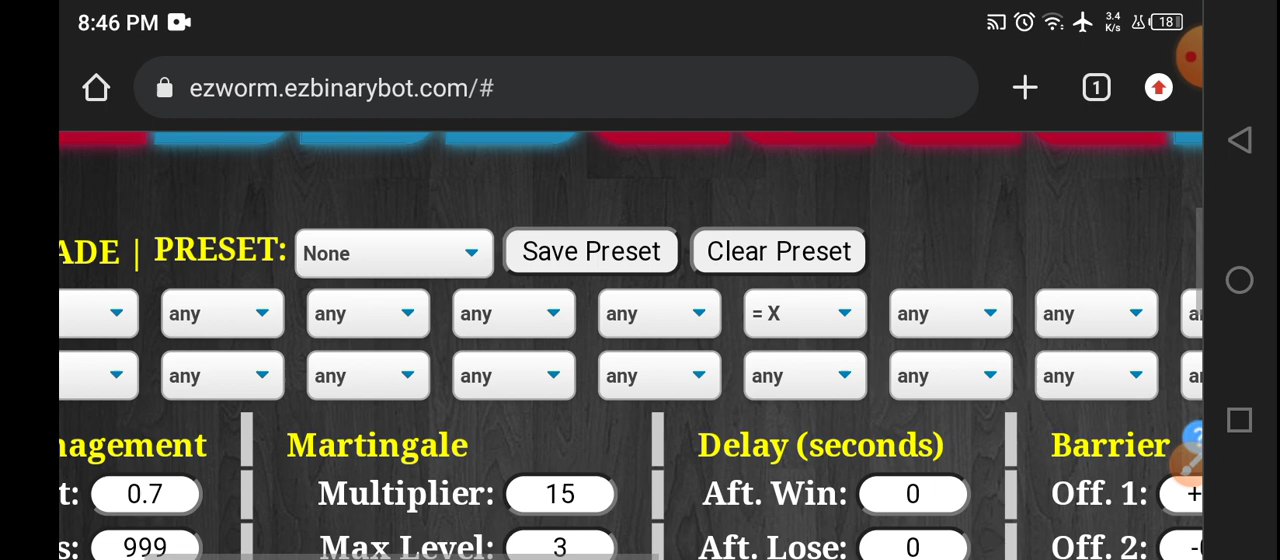 8:46 PM 3.4 K/s 18
ezworm.ezbinarybot.com/# 1
ADE | PRESET: None Save Preset Clear Preset
any any any any = X any any
any any any any any any any
nagement Martingale Delay (seconds) Barrier
t: 0.7 Multiplier: 15 Aft. Win: 0 Off. 1: +
s: 999 Max Level: 3 Aft. Lose: 0 Off. 2: -